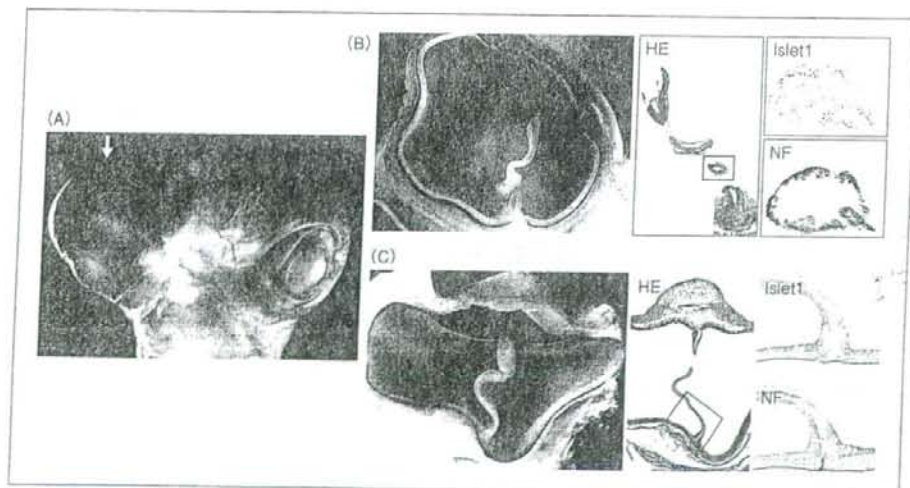 (A)
(B)
HE
Islet1
NF
(C)
HE
Islet1
NF